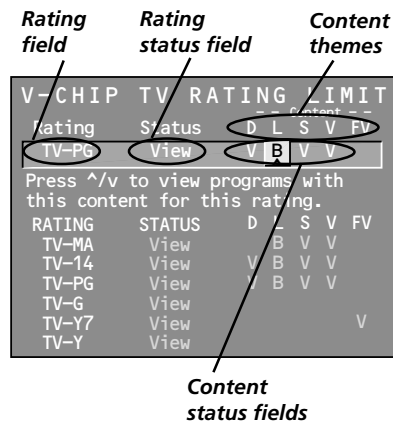 Rating field
Rating status field
Content themes
V-CHIP TV RATING LIMIT
– – Content – –
Rating Status D L S V FV
TV-PG View V B V V
Press ^/v to view programs with
this content for this rating.
RATING STATUS D L S V FV
TV-MA View B V V
TV-14 View V B V V
TV-PG View V B V V
TV-G View
TV-Y7 View V
TV-Y View
Content
status fields